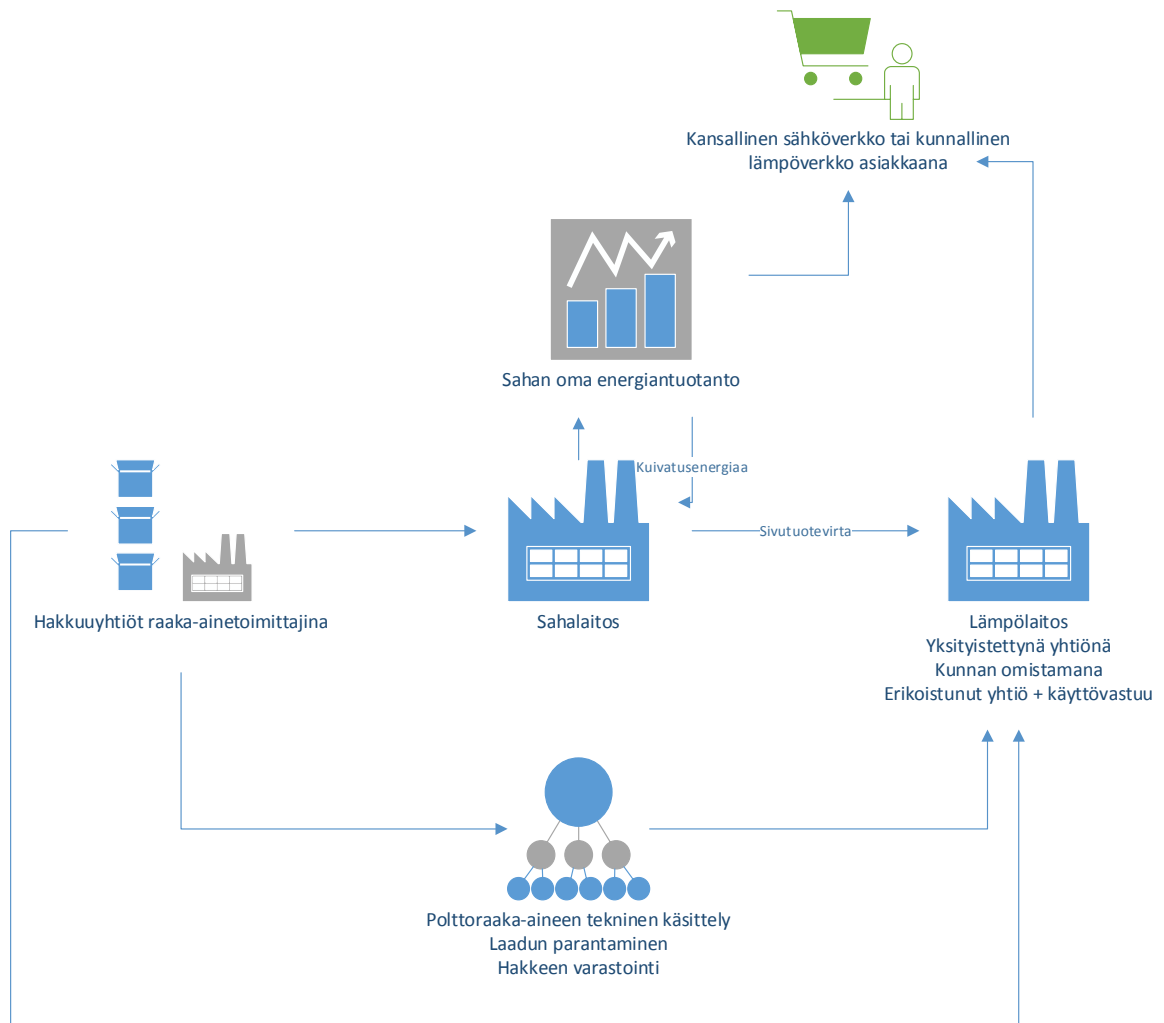 Kansallinen sähköverkko tai kunnallinen
lämpöverkko asiakkaana
Sahan oma energiantuotanto
Kuivatusenergiaa
Sivutuotevirta
Hakkuuyhtiöt raaka-ainetoimittajina
Sahalaitos
Lämpölaitos
Yksityistettynä yhtiönä
Kunnan omistamana
Erikoistunut yhtiö + käyttövastuu
Polttoraaka-aineen tekninen käsittely
Laadun parantaminen
Hakkeen varastointi